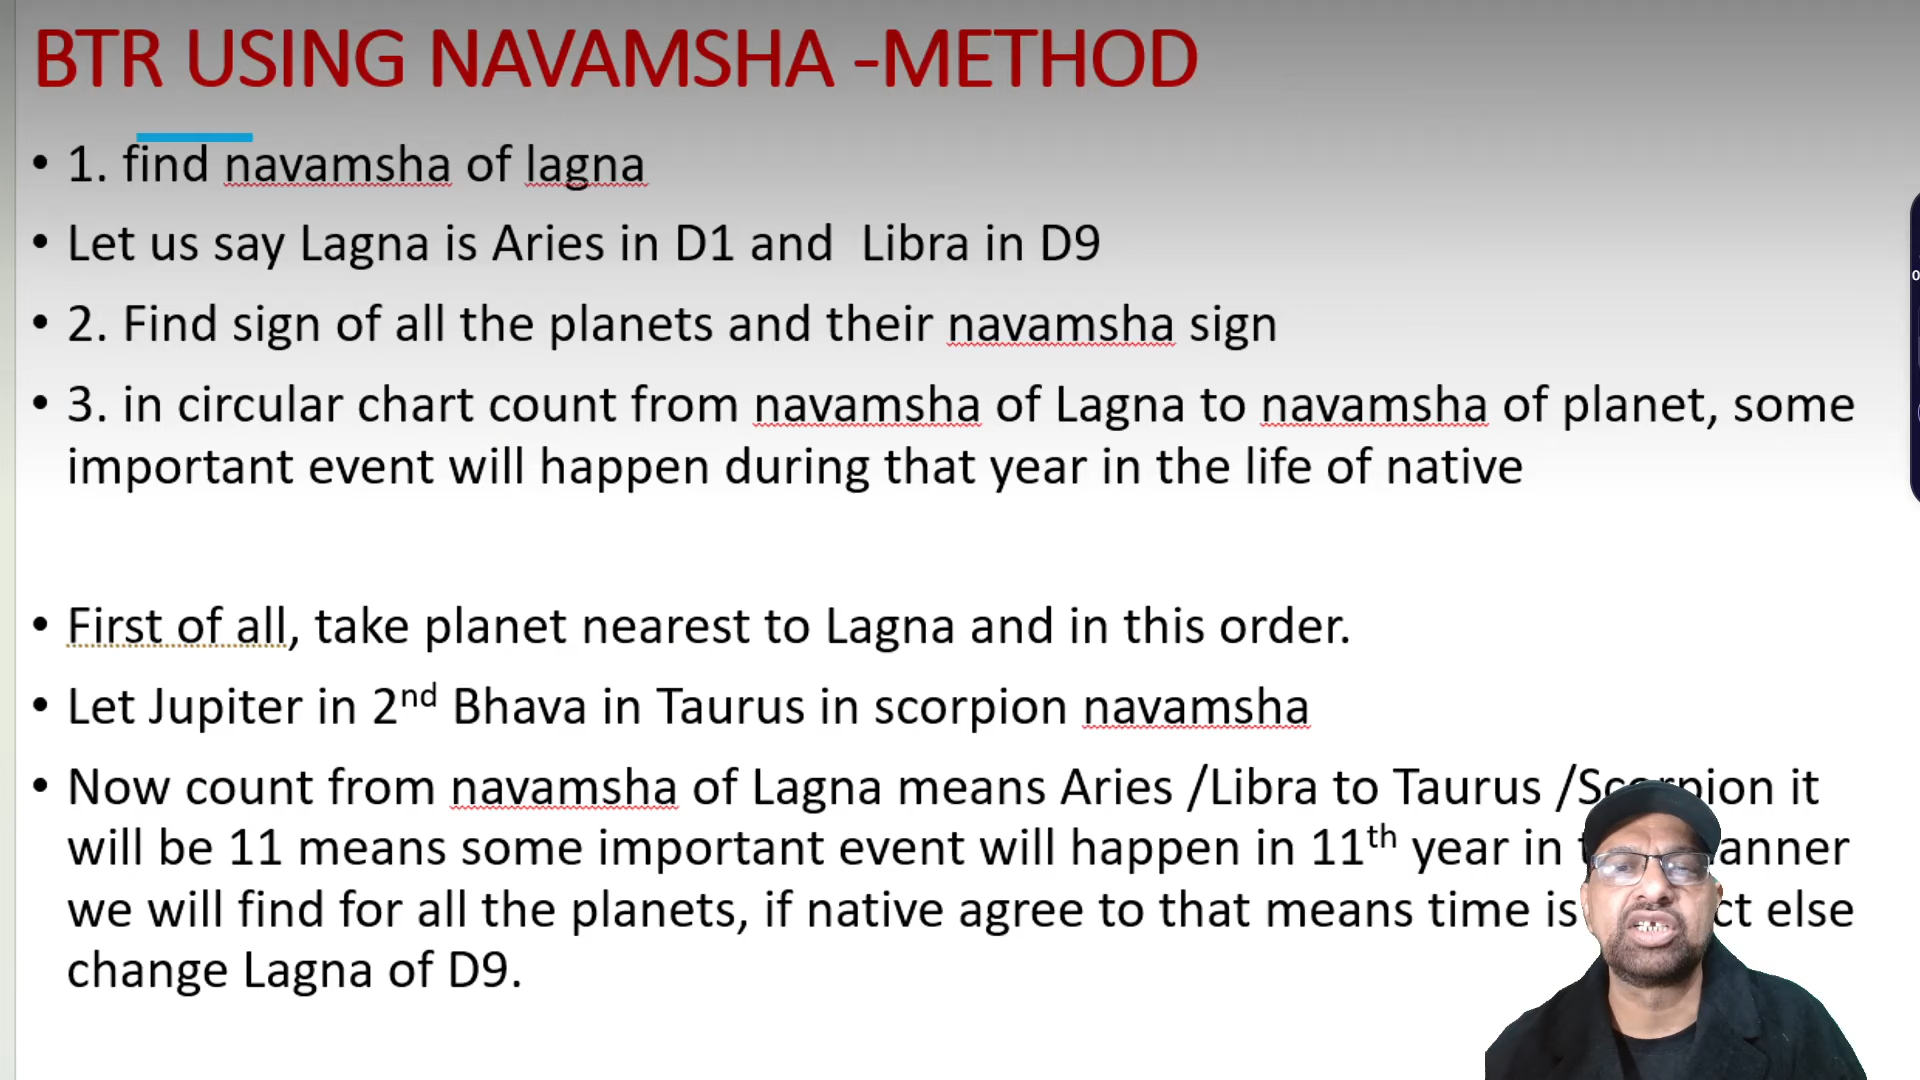 BTR USING NAVAMSHA -METHOD
• 1. find navamsha of lagna
• Let us say Lagna is Aries in D1 and Libra in D9
• 2. Find sign of all the planets and their navamsha sign
• 3. in circular chart count from navamsha of Lagna to navamsha of planet, some
important event will happen during that year in the life of native
• First of all, take planet nearest to Lagna and in this order.
• Let Jupiter in 2nd Bhava in Taurus in scorpion navamsha
• Now count from navamsha of Lagna means Aries /Libra to Taurus /Scorpion it
will be 11 means some important event will happen in 11th year in
we will find for all the planets, if native agree to that means time is else
change Lagna of D9.